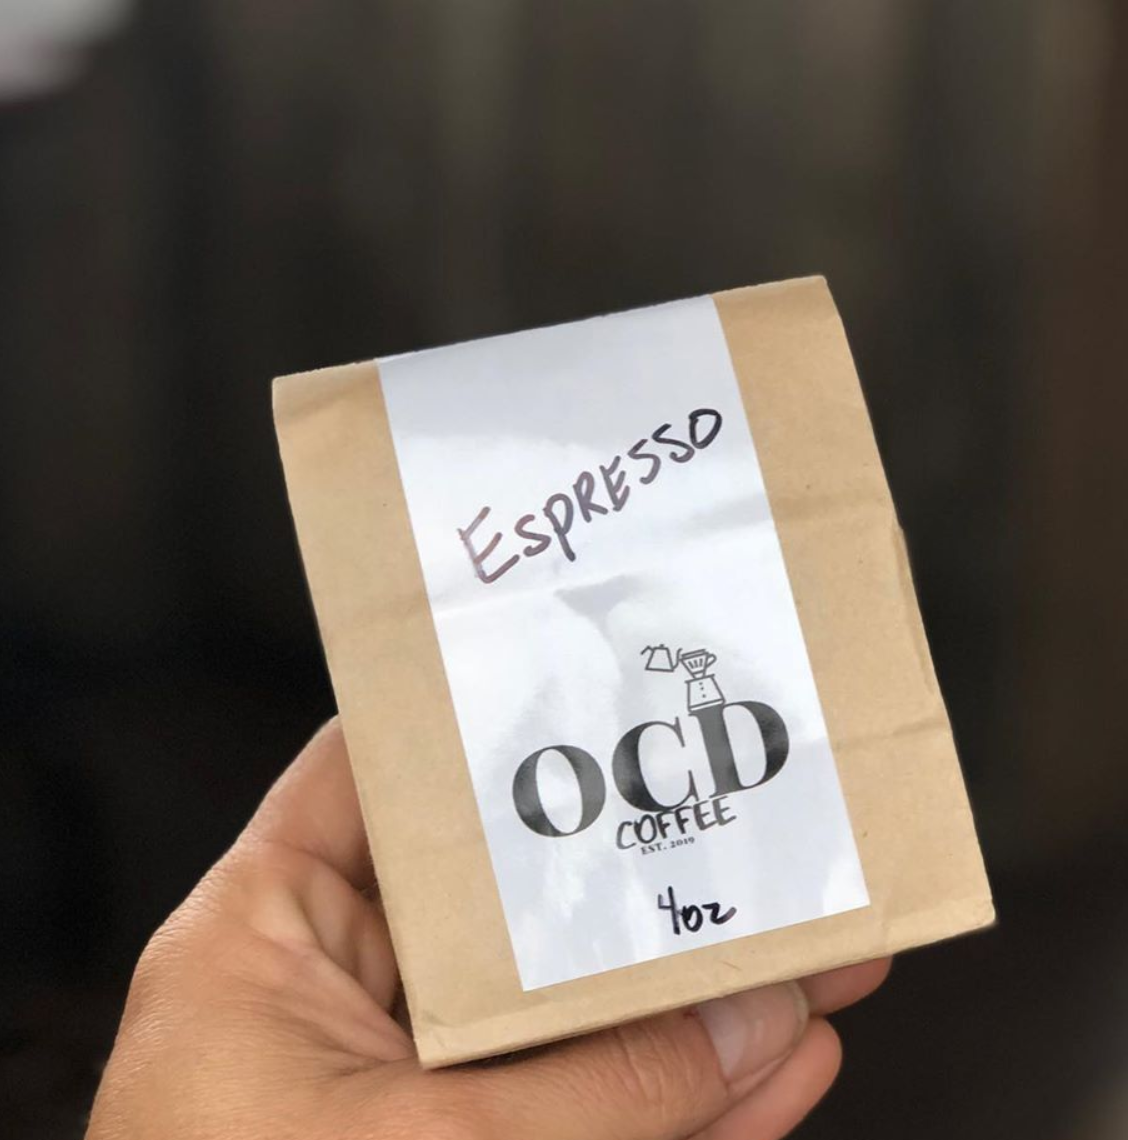 ESPRESSO
OCD
COFFEE
EST. 2019
4oz